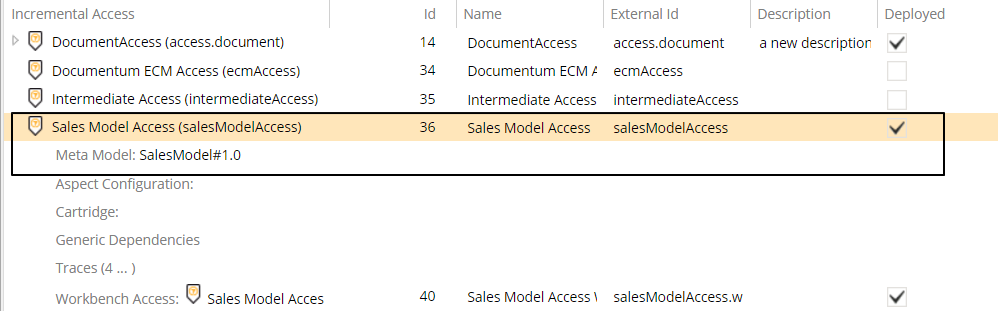 Incremental Access Id Name External Id Description Deployed
DocumentAccess (access.document) 14 DocumentAccess access.document a new description
Documentum ECM Access (ecmAccess) 34 Documentum ECM A ecmAccess
Intermediate Access (intermediateAccess) 35 Intermediate Access intermediateAccess
Sales Model Access (salesModelAccess) 36 Sales Model Access salesModelAccess
Meta Model: SalesModel#1.0
Aspect Configuration:
Cartridge:
Generic Dependencies
Traces (4 ... )
Workbench Access: Sales Model Acces 40 Sales Model Access W salesModelAccess.w